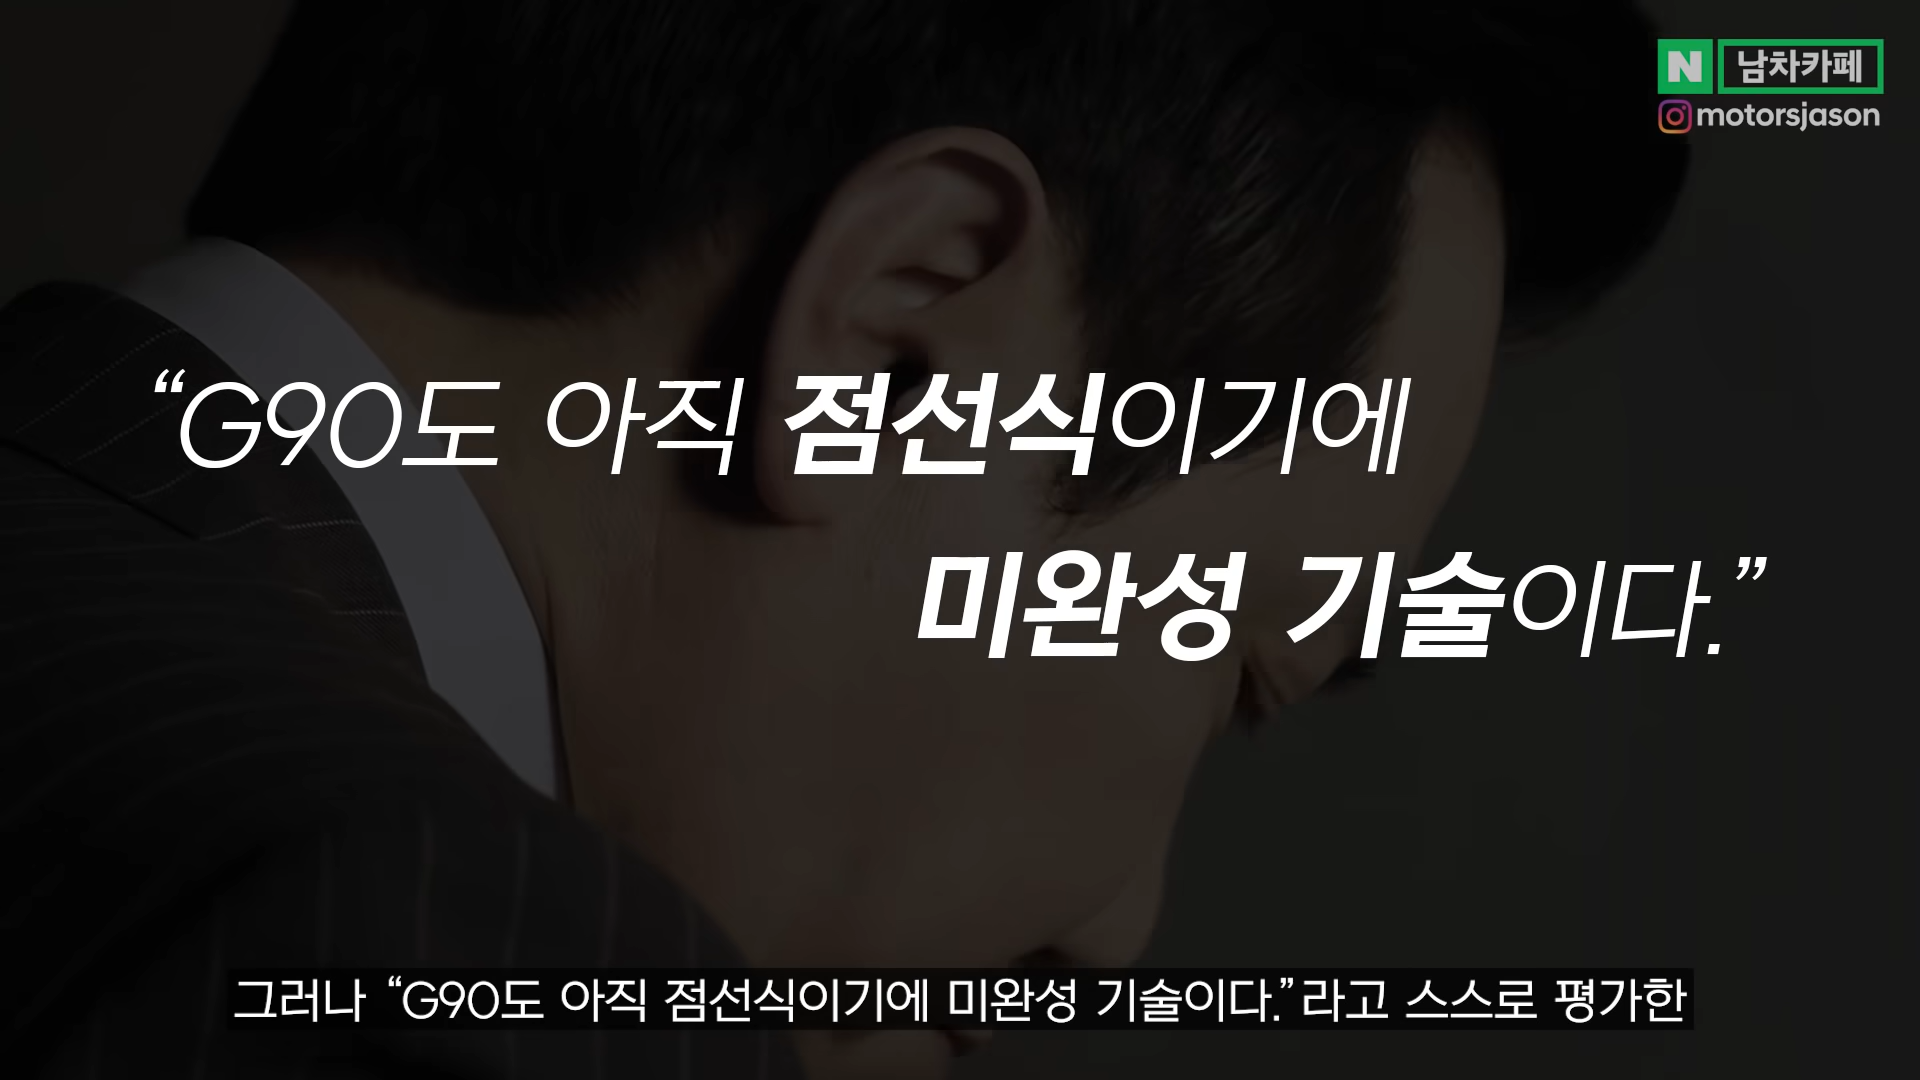 N 남차카페
motorsjason
“G90도 아직 점선식이기에
미완성 기술이다.”
그러나 “G90도 아직 점선식이기에 미완성 기술이다.”라고 스스로 평가한